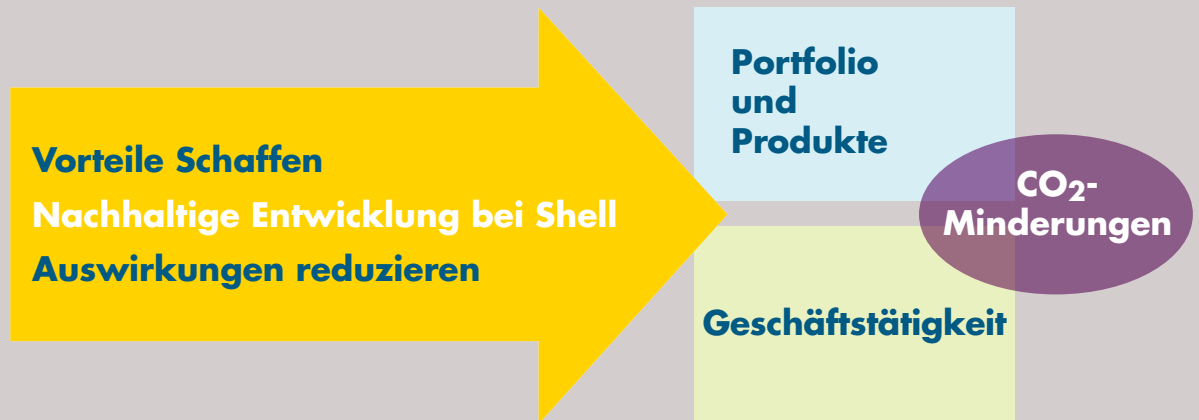 Vorteile Schaffen
Nachhaltige Entwicklung bei Shell
Auswirkungen reduzieren
Portfolio
und
Produkte
CO₂-
Minderungen
Geschäftstätigkeit